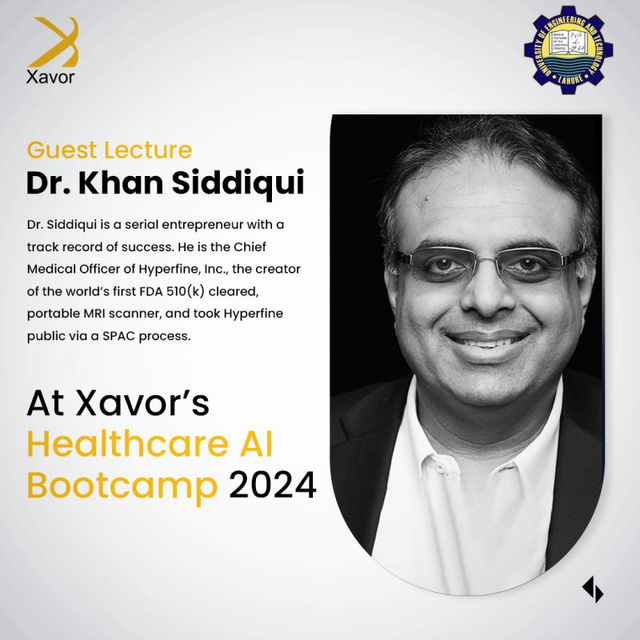 Xavor
UNIVERSITY OF ENGINEERING AND TECHNOLOGY
LAHORE
Guest Lecture
Dr. Khan Siddiqui
Dr. Siddiqui is a serial entrepreneur with a
track record of success. He is the Chief
Medical Officer of Hyperfine, Inc., the creator
of the world’s first FDA 510(k) cleared,
portable MRI scanner, and took Hyperfine
public via a SPAC process.
At Xavor’s
Healthcare AI
Bootcamp 2024